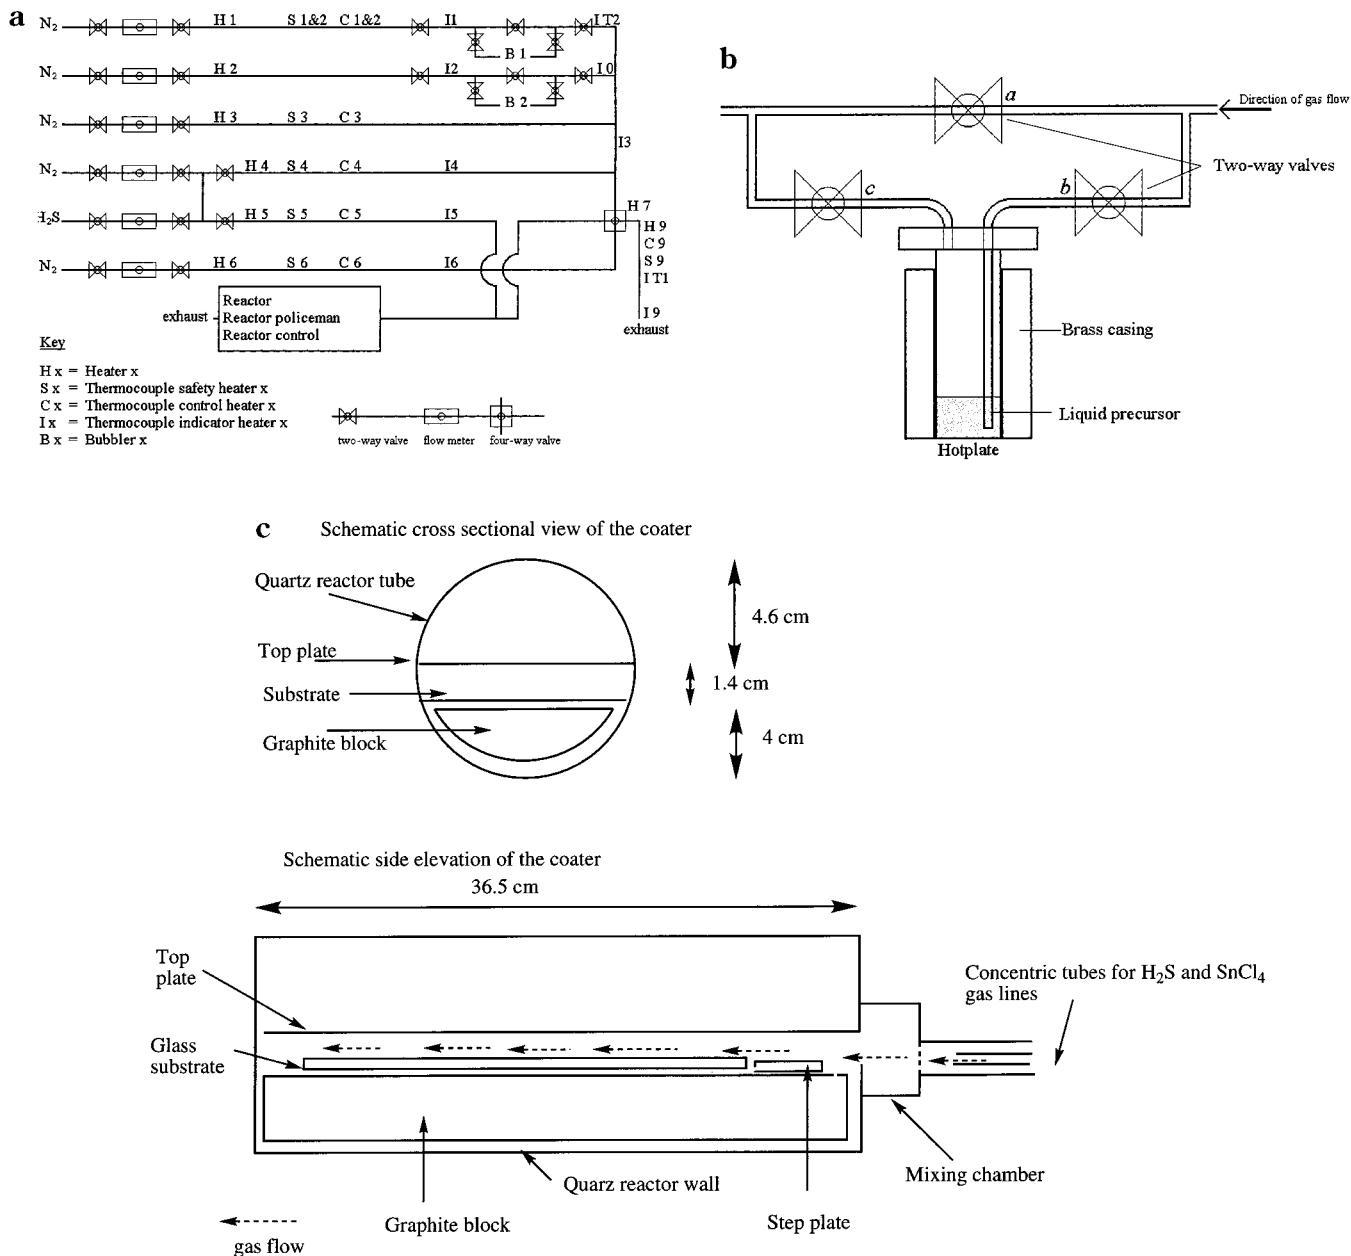 a
N2 H 1 S 1&2 C 1&2 I1 I T2
B 1
N2 H 2 I2 I 0
B 2
N2 H 3 S 3 C 3
I3
N2 H 4 S 4 C 4 I4
H2S H 5 S 5 C 5 I5
H 7
H 9
C 9
S 9
I T1
N2 H 6 S 6 C 6 I6
I 9
exhaust
exhaust
Reactor
Reactor policeman
Reactor control
Key
H x = Heater x
S x = Thermocouple safety heater x
C x = Thermocouple control heater x
I x = Thermocouple indicator heater x
B x = Bubbler x
two-way valve flow meter four-way valve
b
a
Direction of gas flow
Two-way valves
c b
Brass casing
Liquid precursor
Hotplate
c Schematic cross sectional view of the coater
Quartz reactor tube
4.6 cm
Top plate
1.4 cm
Substrate
Graphite block
4 cm
Schematic side elevation of the coater
36.5 cm
Top
plate
Concentric tubes for H2S and SnCl4
gas lines
Glass
substrate
Mixing chamber
Quarz reactor wall
Graphite block
Step plate
gas flow